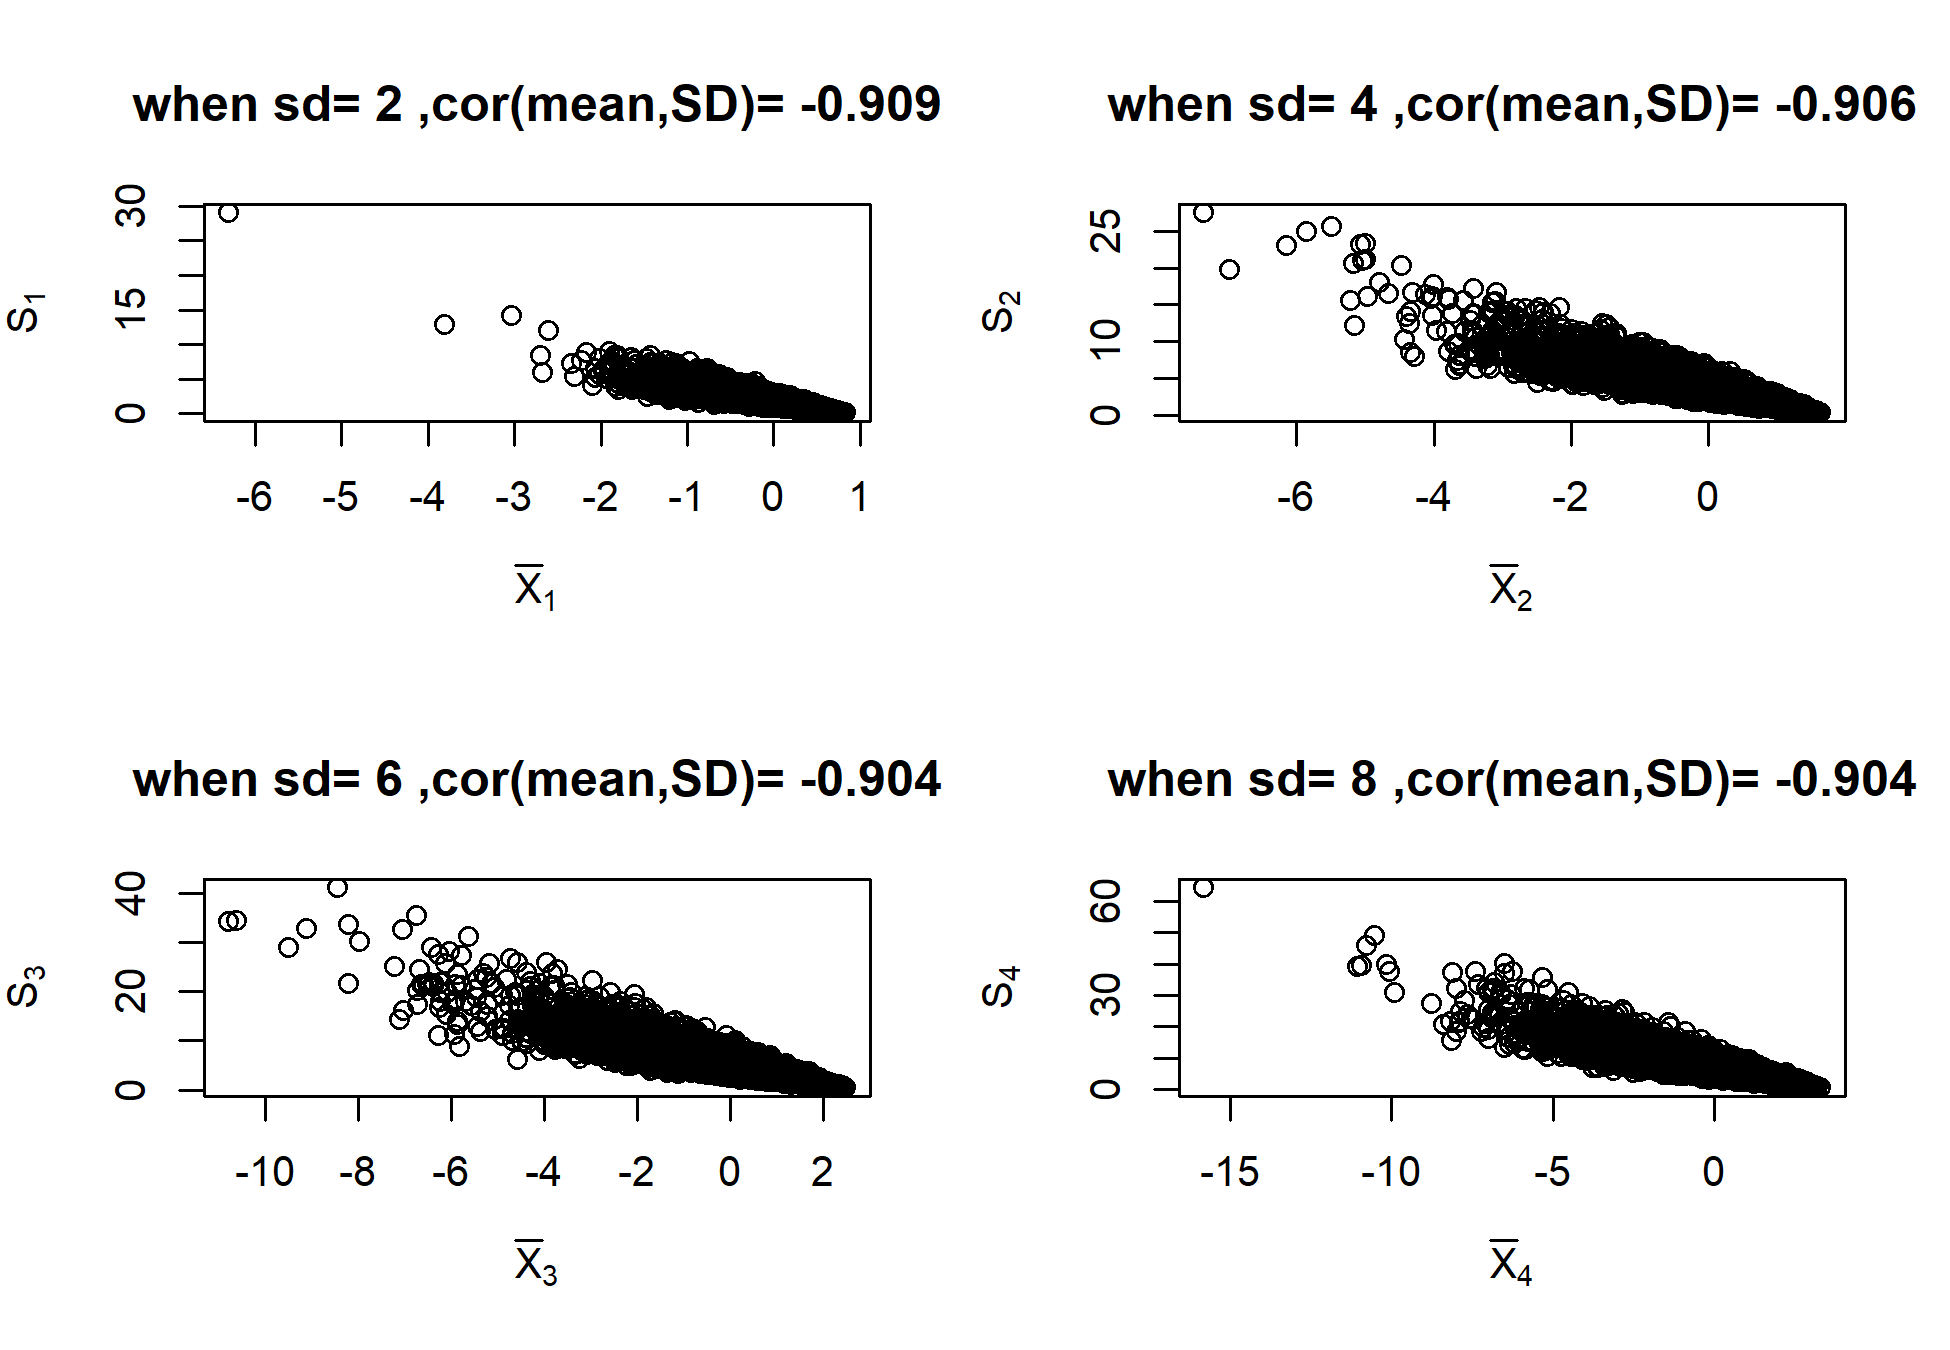 when sd= 2 ,cor(mean,SD)= -0.909
S1
30
15
0
-6 -5 -4 -3 -2 -1 0 1
X̅1
when sd= 4 ,cor(mean,SD)= -0.906
S2
25
10
0
-6 -4 -2 0
X̅2
when sd= 6 ,cor(mean,SD)= -0.904
S3
40
20
0
-10 -8 -6 -4 -2 0 2
X̅3
when sd= 8 ,cor(mean,SD)= -0.904
S4
60
30
0
-15 -10 -5 0
X̅4